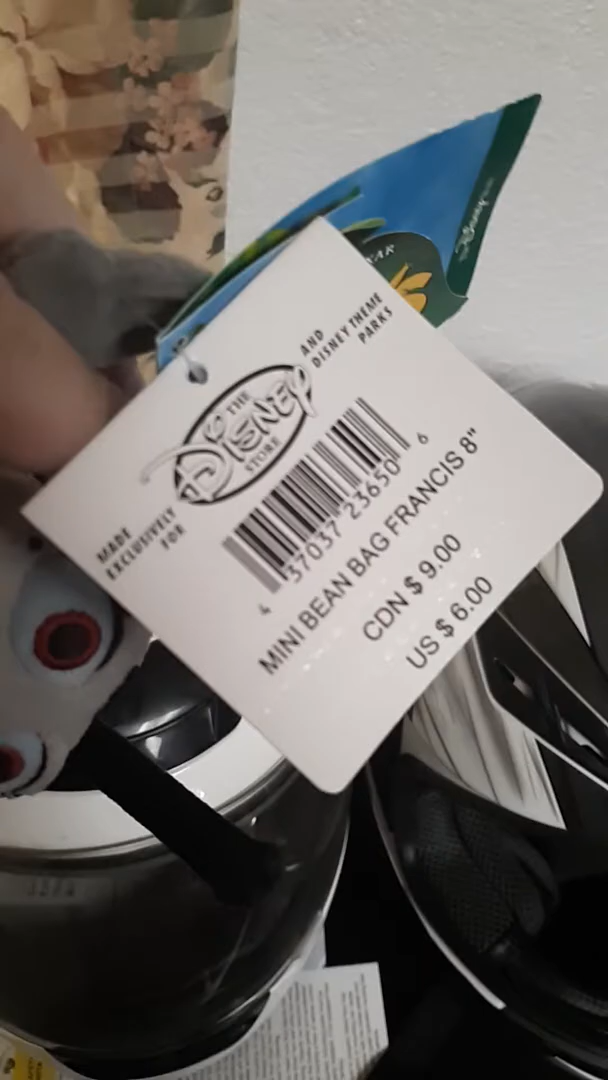 MADE
EXCLUSIVELY
FOR
THE
DISNEY
STORE
AND
DISNEY THEME
PARKS
4 37037 23650 6
MINI BEAN BAG FRANCIS 8"
CDN $ 9.00
US $ 6.00
Disney